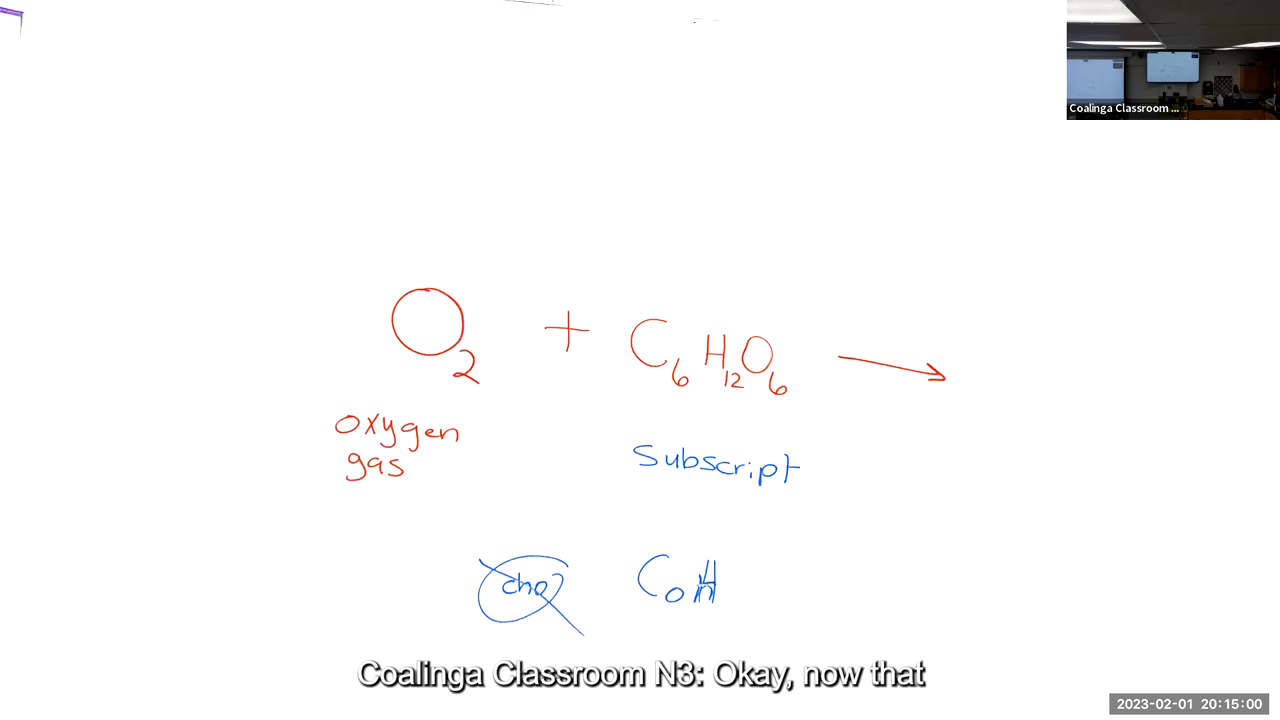 Coalinga Classroom ...
O₂ + C₆H₁₂O₆ →
oxygen
gas
Subscript
cho
Coalinga Classroom N3: Okay, now that
2023-02-01 20:15:00